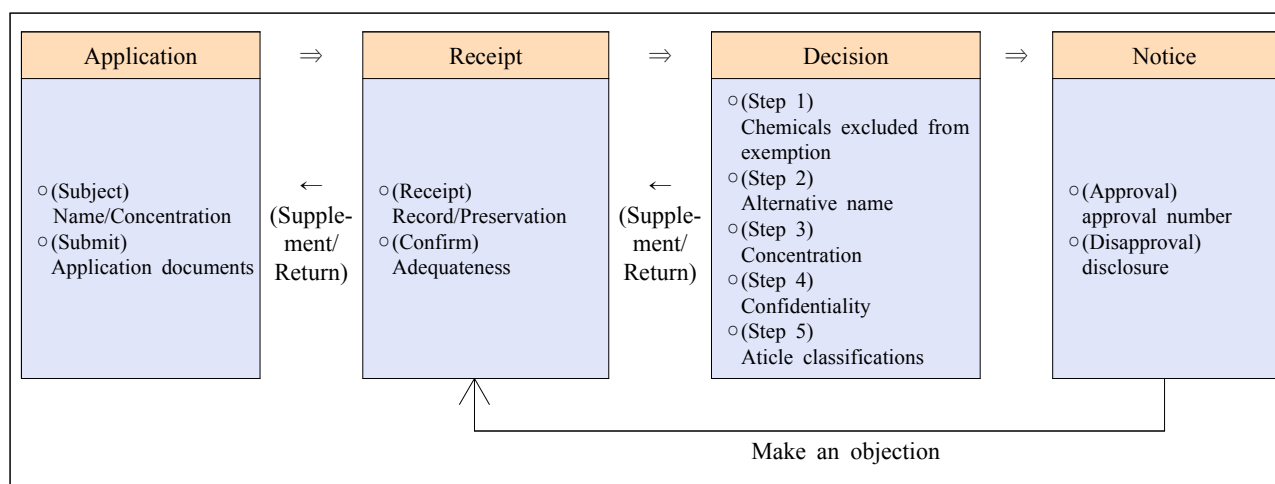 Application
⇒
Receipt
⇒
Decision
⇒
Notice
○(Subject)
Name/Concentration
○(Submit)
Application documents
←
(Supple-
ment/
Return)
○(Receipt)
Record/Preservation
○(Confirm)
Adequateness
←
(Supple-
ment/
Return)
○(Step 1)
Chemicals excluded from
exemption
○(Step 2)
Alternative name
○(Step 3)
Concentration
○(Step 4)
Confidentiality
○(Step 5)
Aticle classifications
○(Approval)
approval number
○(Disapproval)
disclosure
Make an objection